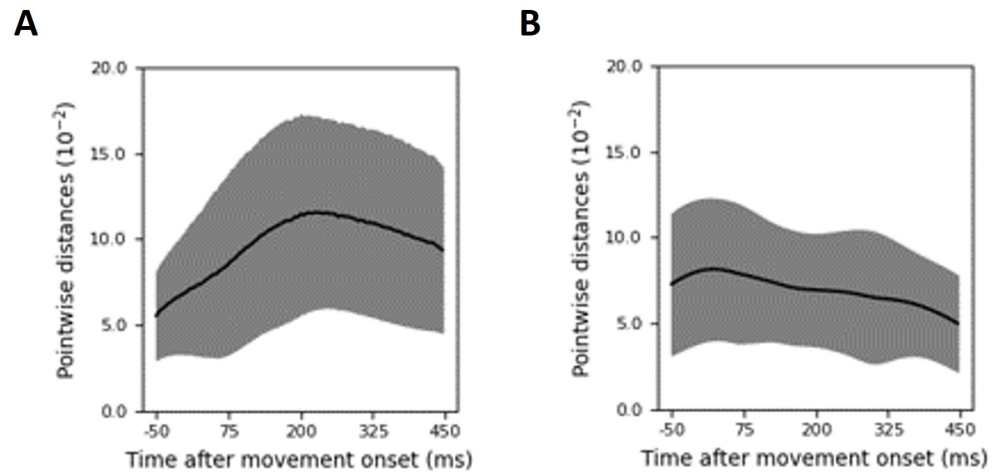 A
B
20.0
15.0
10.0
5.0
0.0
Pointwise distances (10⁻²)
-50 75 200 325 450
Time after movement onset (ms)
20.0
15.0
10.0
5.0
0.0
Pointwise distances (10⁻²)
-50 75 200 325 450
Time after movement onset (ms)